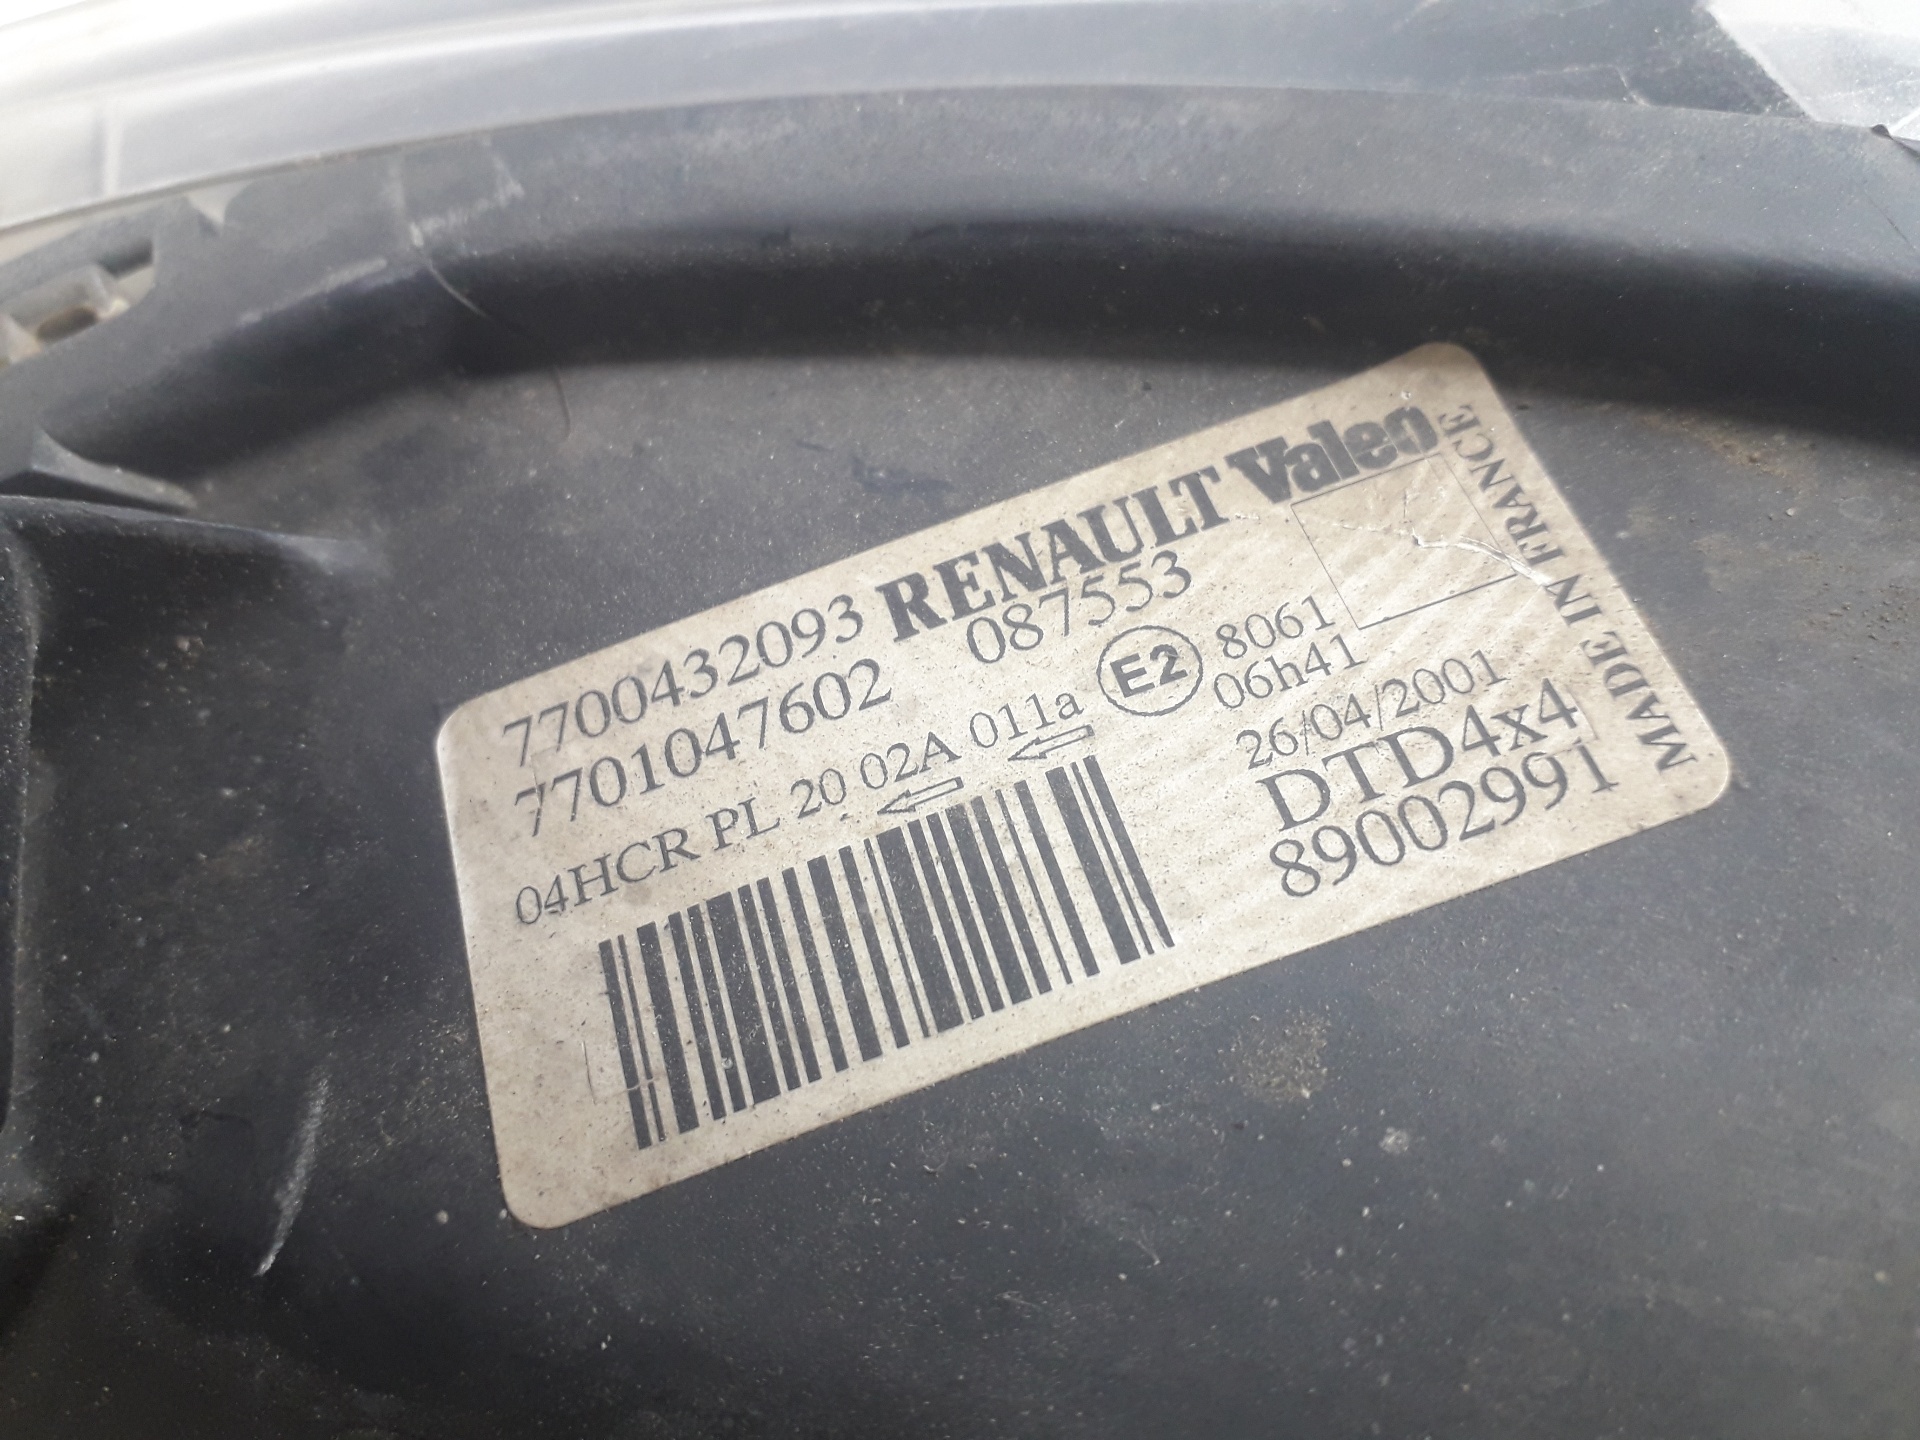 7700432093 RENAULT Valeo
7701047602 087553
04HCR PL 20 02A 011a E2 8061
06h41
26/04/2001
DTD4x4
89002991
MADE IN FRANCE